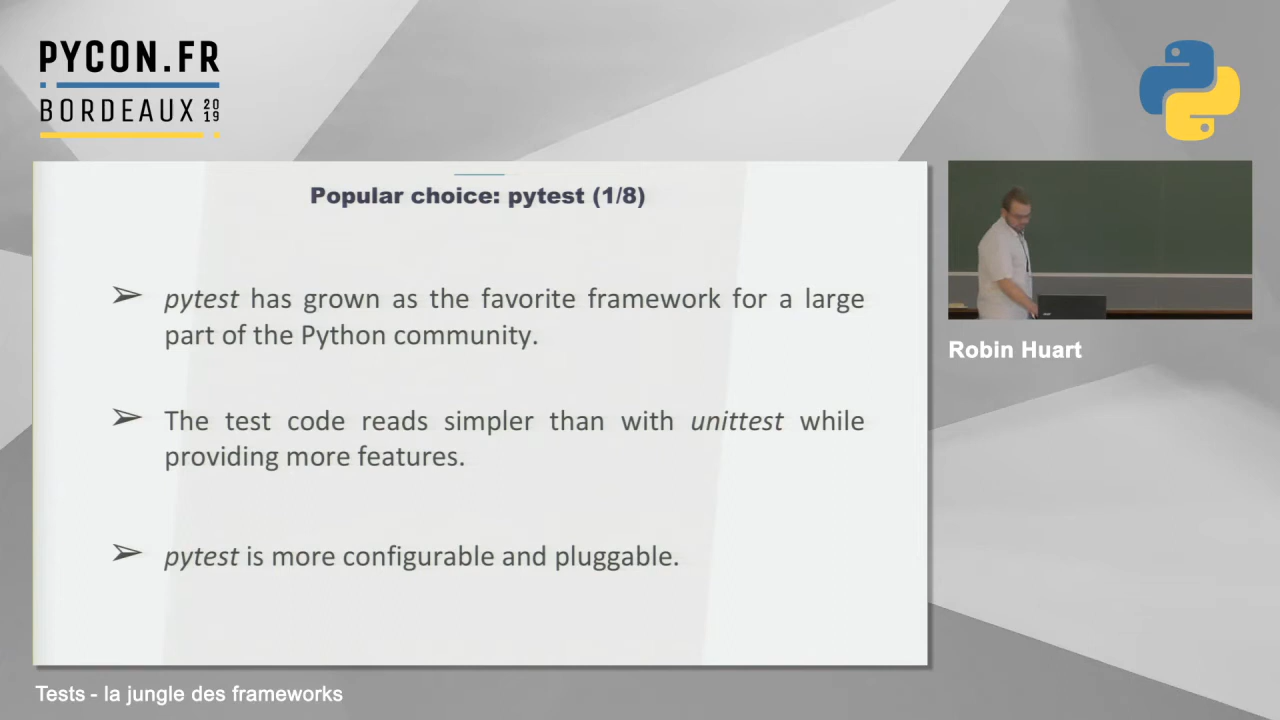 PYCON.FR
BORDEAUX 2019
Popular choice: pytest (1/8)
➢ pytest has grown as the favorite framework for a large
part of the Python community.
➢ The test code reads simpler than with unittest while
providing more features.
➢ pytest is more configurable and pluggable.
Robin Huart
Tests - la jungle des frameworks